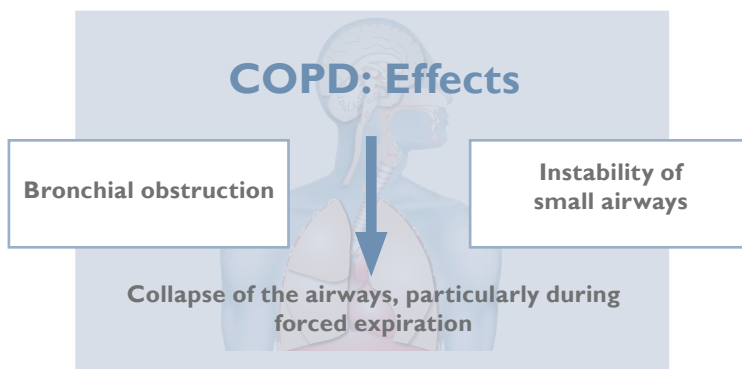 COPD: Effects
Bronchial obstruction
Instability of
small airways
Collapse of the airways, particularly during
forced expiration